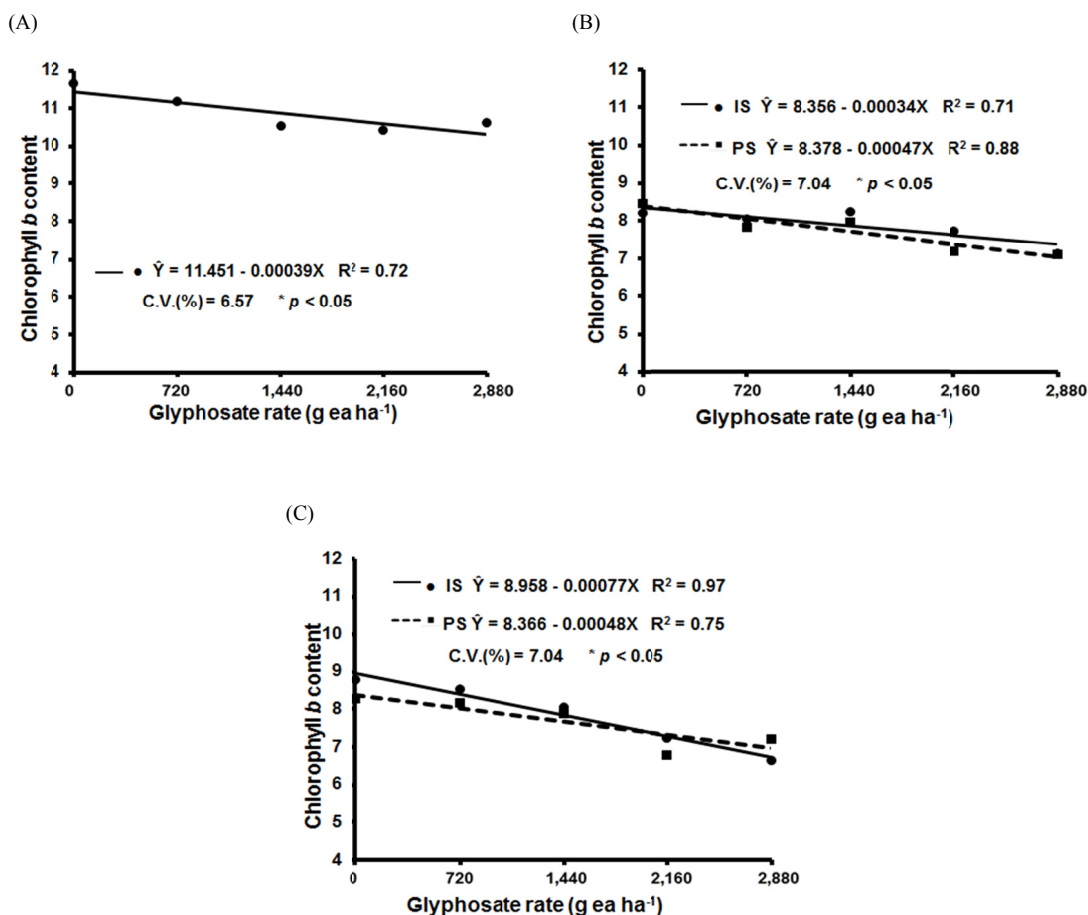 (A)
12
11
10
9
8
7
6
5
4
Chlorophyll b content
Ŷ = 11.451 - 0.00039X R² = 0.72
C.V.(%) = 6.57 * p < 0.05
0 720 1,440 2,160 2,880
Glyphosate rate (g ea ha⁻¹)
(B)
12
11
10
9
8
7
6
5
4
Chlorophyll b content
IS Ŷ = 8.356 - 0.00034X R² = 0.71
PS Ŷ = 8.378 - 0.00047X R² = 0.88
C.V.(%) = 7.04 * p < 0.05
0 720 1,440 2,160 2,880
Glyphosate rate (g ea ha⁻¹)
(C)
12
11
10
9
8
7
6
5
4
Chlorophyll b content
IS Ŷ = 8.958 - 0.00077X R² = 0.97
PS Ŷ = 8.366 - 0.00048X R² = 0.75
C.V.(%) = 7.04 * p < 0.05
0 720 1,440 2,160 2,880
Glyphosate rate (g ea ha⁻¹)